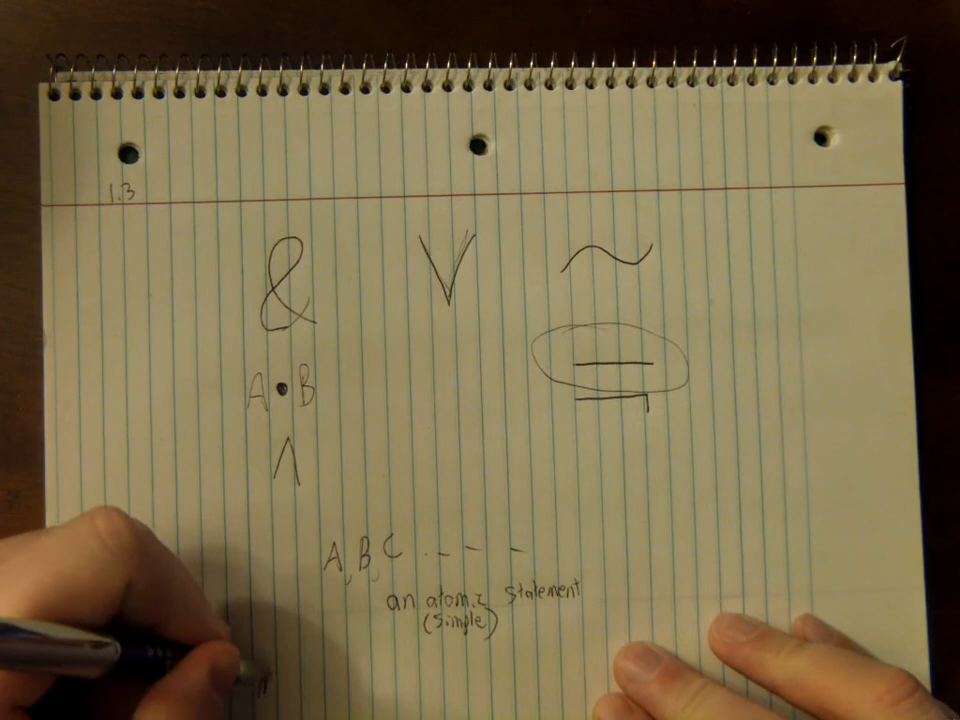 1.3
& V ~
—
A • B
¬
∧
A, B, C . – – –
an atomic statement
(simple)